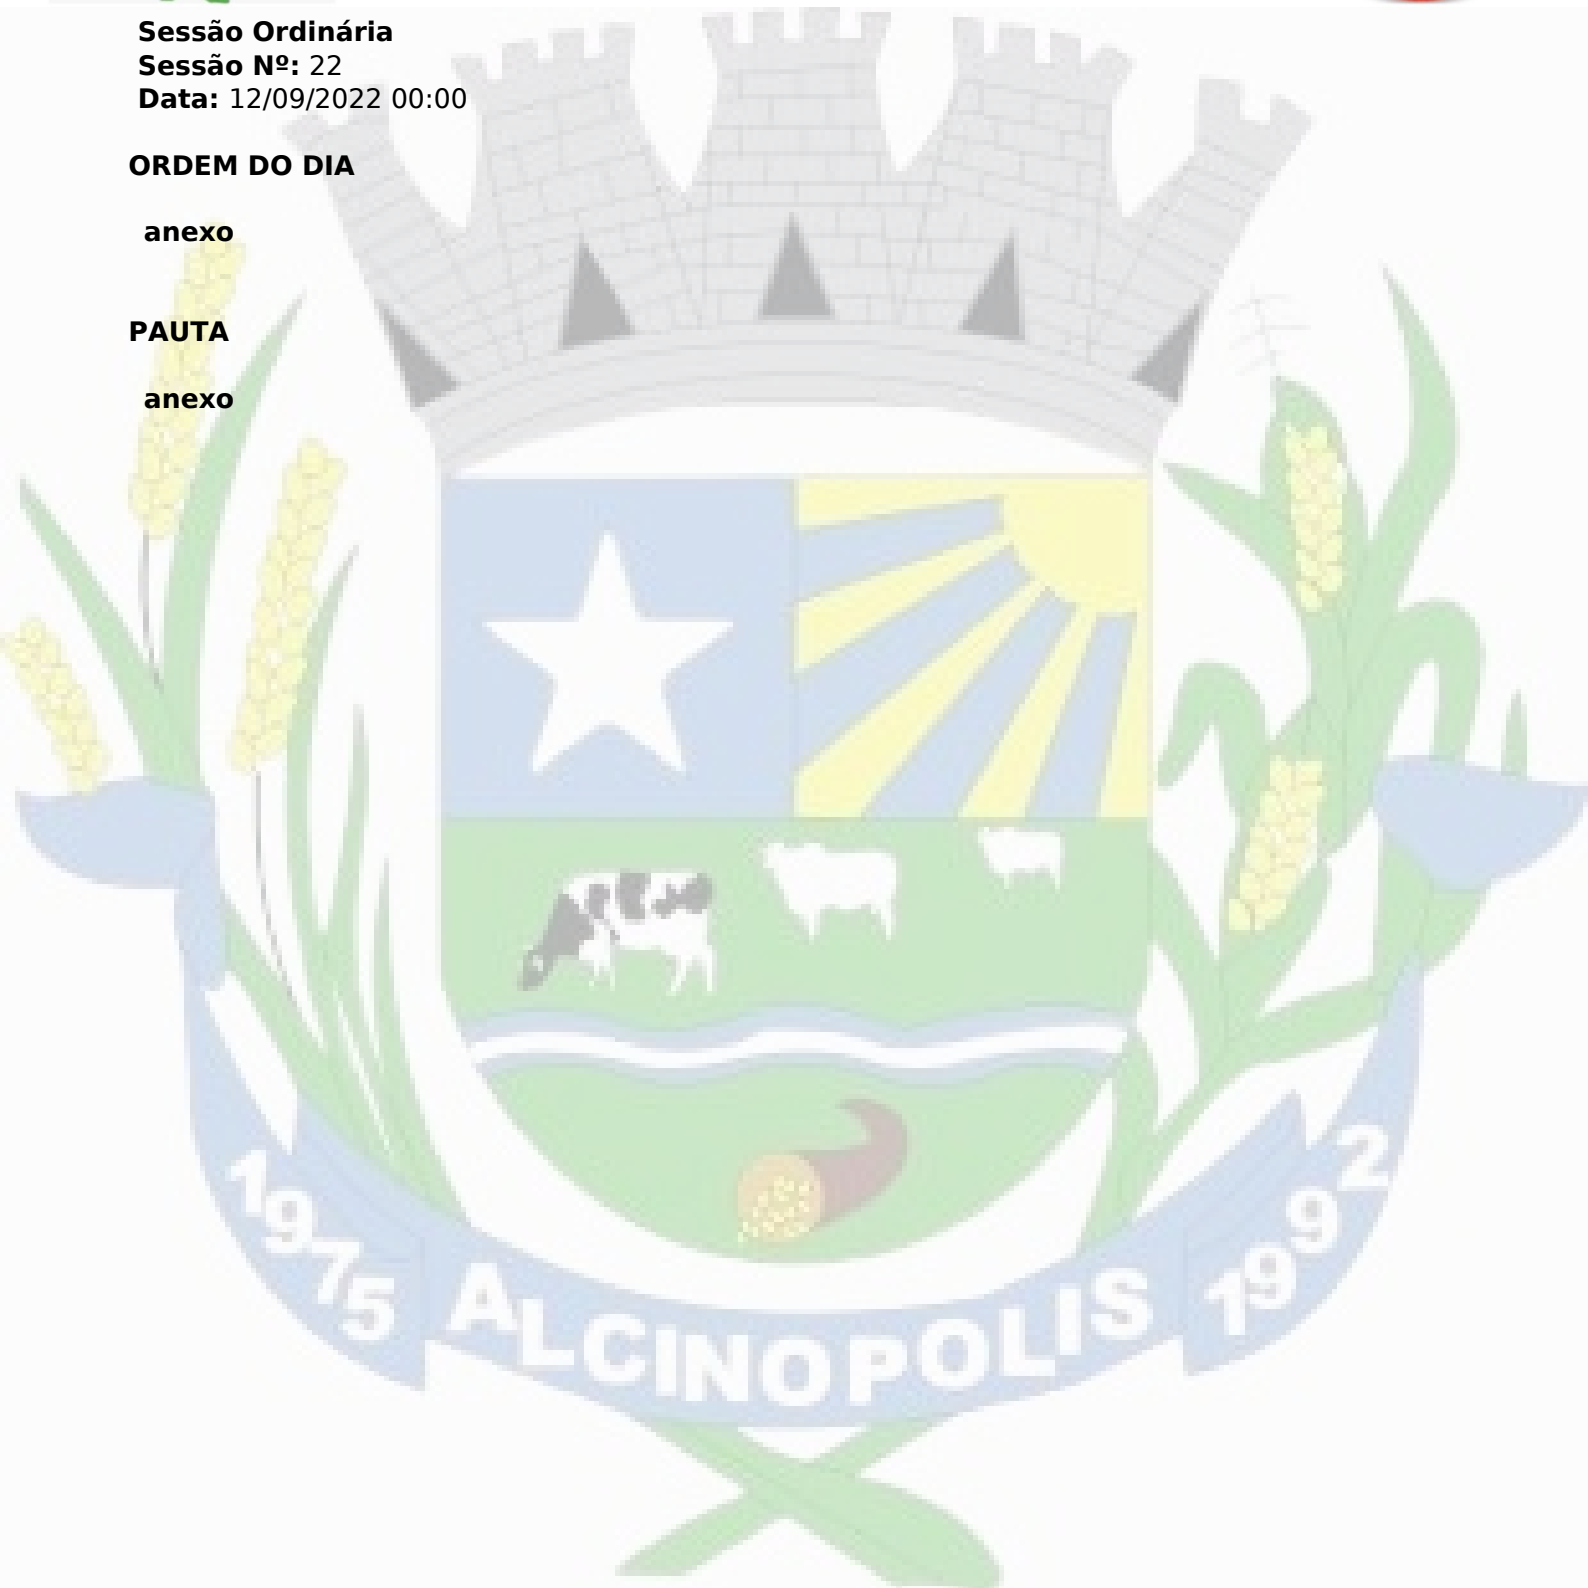 Sessão Ordinária
Sessão Nº: 22
Data: 12/09/2022 00:00
ORDEM DO DIA
anexo
PAUTA
anexo
1975 ALCINOPOLIS 1992